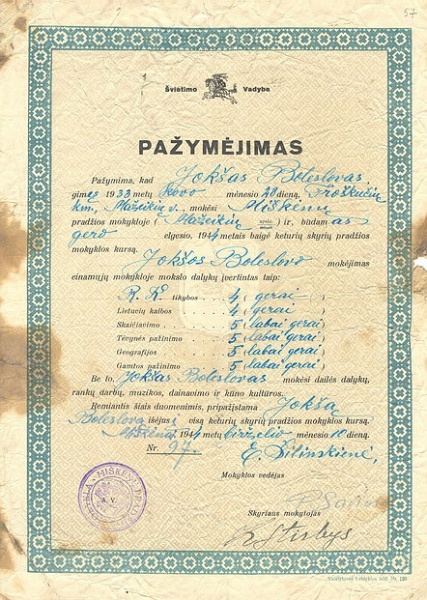 57
Švietimo Vadyba
PAŽYMĖJIMAS
Pažymima, kad Jokšas Boleslovas
gimęs 1933 metų kovo mėnesio 28 dieną, Troškučių
km., Mažeikių v. mokėsi Miškėnų
pradžios mokykloje ( Mažeikių ) ir, būdamas
gero elgesio, 1944 metais baigė keturių skyrių pradžios
mokyklos kursą. Jokšos Boleslovo mokėjimas
einamųjų mokykloje mokslo dalykų įvertintas taip:
R. K. tikybos 4 (gerai)
Lietuvių kalbos 4 (gerai)
Skaičiavimo 5 (labai gerai)
Tėvynės pažinimo 5 (labai gerai)
Geografijos 5 (labai gerai)
Gamtos pažinimo 5 (labai gerai)
Be to, Jokšas Boleslovas mokėsi dailės dalykų,
rankų darbų, muzikos, dainavimo ir kūno kultūros.
Remiantis šiais duomenimis, pripažįstama Jokša
Boleslovą išėjusį visą keturių skyrių pradžios mokyklos kursą.
1944 metų birželio mėnesio 10 dieną.
Nr. 97. E. Šilinskienė,
Mokyklos vedėjas
Skyriaus mokytojas
A. V.